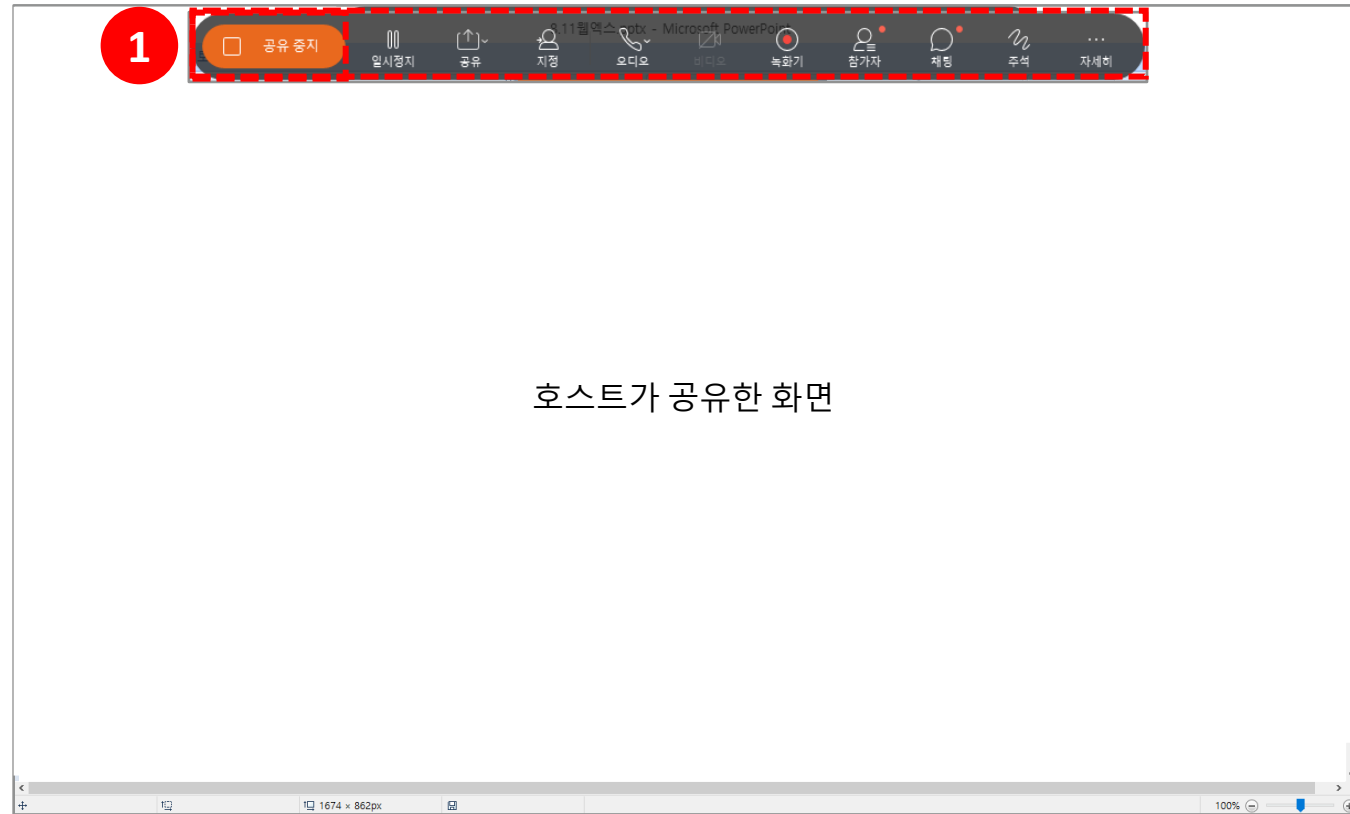 1
8.11웹엑스.pptx - Microsoft PowerPoint
공유 중지
일시정지
공유
지정
오디오
비디오
녹화기
참가자
채팅
주석
자세히
호스트가 공유한 화면
1674 × 862px
100%